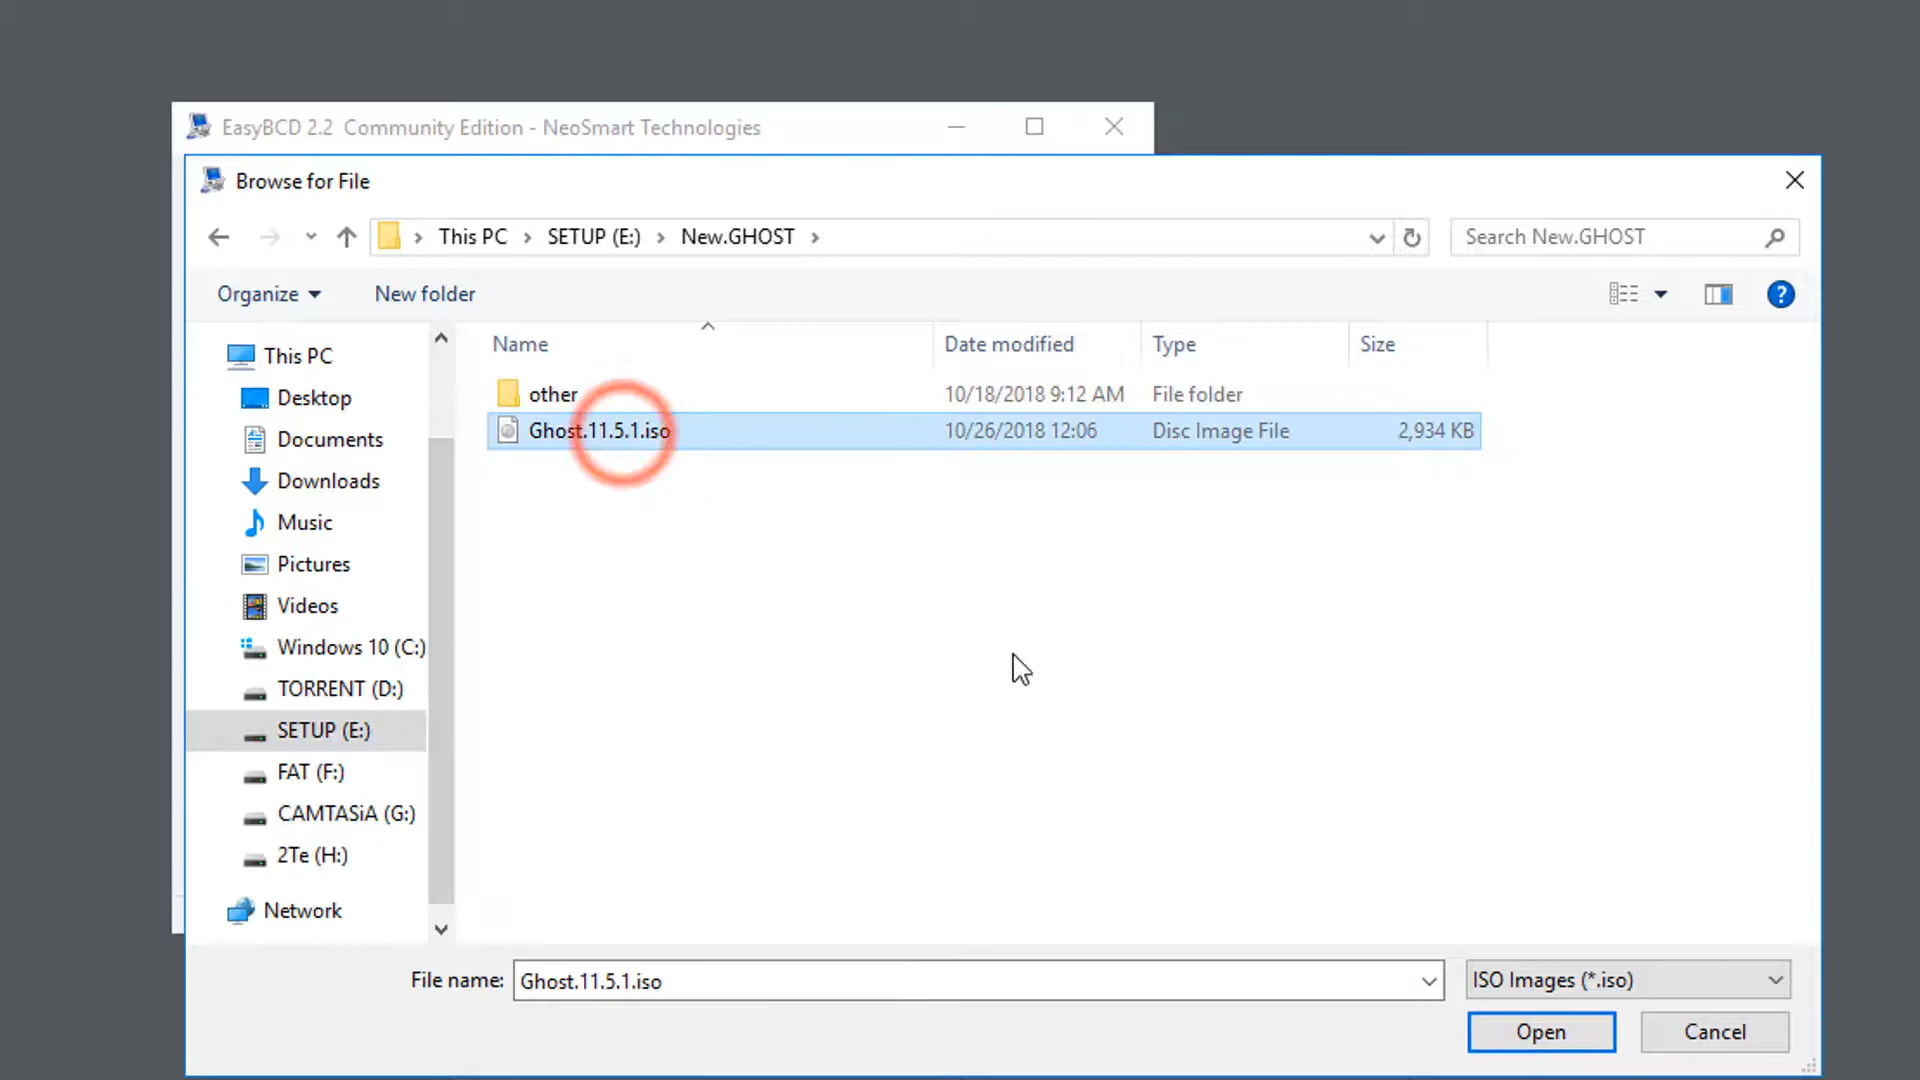 EasyBCD 2.2 Community Edition - NeoSmart Technologies
Browse for File
This PC SETUP (E:) New.GHOST
Search New.GHOST
Organize New folder
?
Name Date modified Type Size
other 10/18/2018 9:12 AM File folder
Ghost.11.5.1.iso 10/26/2018 12:06 Disc Image File 2,934 KB
This PC
Desktop
Documents
Downloads
Music
Pictures
Videos
Windows 10 (C:)
TORRENT (D:)
SETUP (E:)
FAT (F:)
CAMTASiA (G:)
2Te (H:)
Network
File name: Ghost.11.5.1.iso ISO Images (*.iso)
Open Cancel